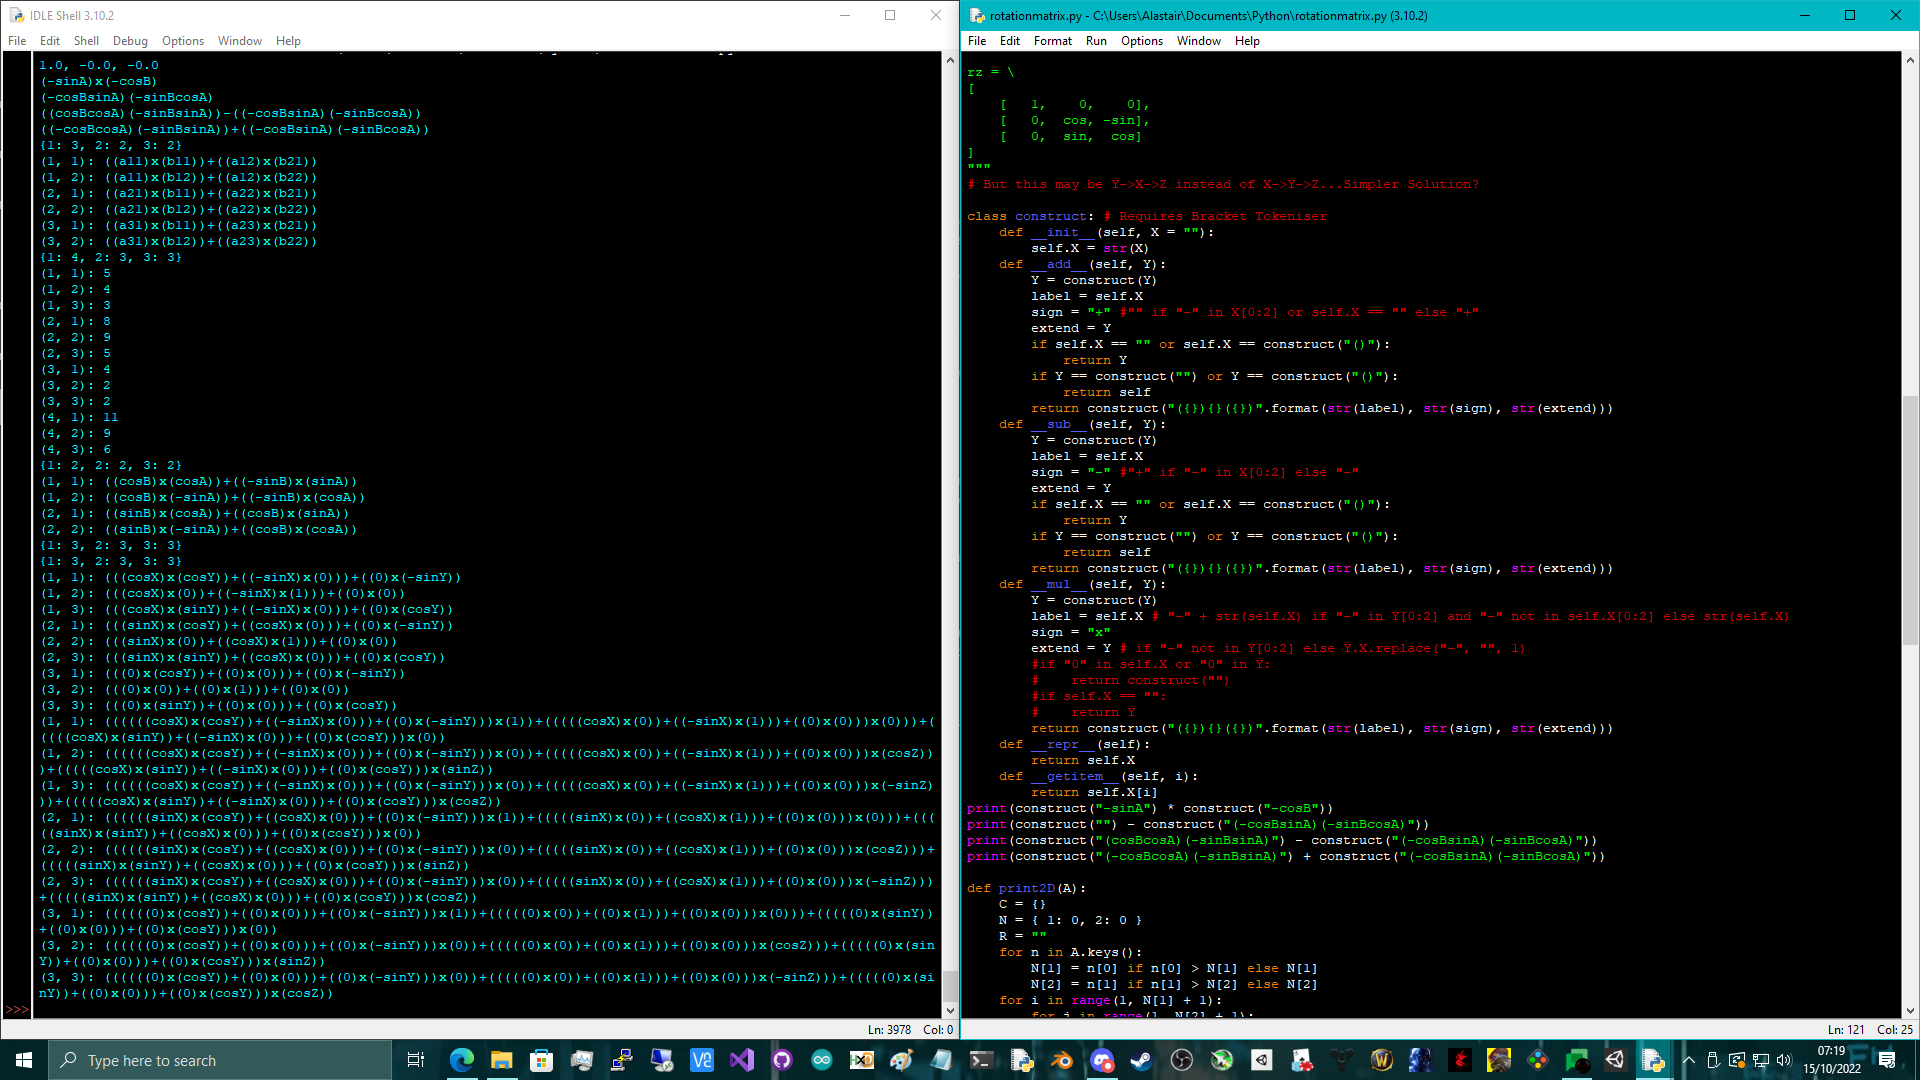 IDLE Shell 3.10.2
File Edit Shell Debug Options Window Help
1.0, -0.0, -0.0
(-sinA)x(-cosB)
(-cosBsinA)(-sinBcosA)
((cosBcosA)(-sinBsinA))-((-cosBsinA)(-sinBcosA))
((-cosBcosA)(-sinBsinA))+((-cosBsinA)(-sinBcosA))
{1: 3, 2: 2, 3: 2}
(1, 1): ((a11)x(b11))+((a12)x(b21))
(1, 2): ((a11)x(b12))+((a12)x(b22))
(2, 1): ((a21)x(b11))+((a22)x(b21))
(2, 2): ((a21)x(b12))+((a22)x(b22))
(3, 1): ((a31)x(b11))+((a23)x(b21))
(3, 2): ((a31)x(b12))+((a23)x(b22))
{1: 4, 2: 3, 3: 3}
(1, 1): 5
(1, 2): 4
(1, 3): 3
(2, 1): 8
(2, 2): 9
(2, 3): 5
(3, 1): 4
(3, 2): 2
(3, 3): 2
(4, 1): 11
(4, 2): 9
(4, 3): 6
{1: 2, 2: 2, 3: 2}
(1, 1): ((cosB)x(cosA))+((-sinB)x(sinA))
(1, 2): ((cosB)x(-sinA))+((-sinB)x(cosA))
(2, 1): ((sinB)x(cosA))+((cosB)x(sinA))
(2, 2): ((sinB)x(-sinA))+((cosB)x(cosA))
{1: 3, 2: 3, 3: 3}
{1: 3, 2: 3, 3: 3}
(1, 1): (((cosX)x(cosY))+((-sinX)x(0)))+((0)x(-sinY))
(1, 2): (((cosX)x(0))+((-sinX)x(1)))+((0)x(0))
(1, 3): (((cosX)x(sinY))+((-sinX)x(0)))+((0)x(cosY))
(2, 1): (((sinX)x(cosY))+((cosX)x(0)))+((0)x(-sinY))
(2, 2): (((sinX)x(0))+((cosX)x(1)))+((0)x(0))
(2, 3): (((sinX)x(sinY))+((cosX)x(0)))+((0)x(cosY))
(3, 1): (((0)x(cosY))+((0)x(0)))+((0)x(-sinY))
(3, 2): (((0)x(0))+((0)x(1)))+((0)x(0))
(3, 3): (((0)x(sinY))+((0)x(0)))+((0)x(cosY))
(1, 1): ((((((cosX)x(cosY))+((-sinX)x(0)))+((0)x(-sinY)))x(1))+(((((cosX)x(0))+((-sinX)x(1)))+((0)x(0)))x(0)))+(
((((cosX)x(sinY))+((-sinX)x(0)))+((0)x(cosY)))x(0))
(1, 2): ((((((cosX)x(cosY))+((-sinX)x(0)))+((0)x(-sinY)))x(0))+(((((cosX)x(0))+((-sinX)x(1)))+((0)x(0)))x(cosZ))
)+(((((cosX)x(sinY))+((-sinX)x(0)))+((0)x(cosY)))x(sinZ))
(1, 3): ((((((cosX)x(cosY))+((-sinX)x(0)))+((0)x(-sinY)))x(0))+(((((cosX)x(0))+((-sinX)x(1)))+((0)x(0)))x(-sinZ)
))+(((((cosX)x(sinY))+((-sinX)x(0)))+((0)x(cosY)))x(cosZ))
(2, 1): ((((((sinX)x(cosY))+((cosX)x(0)))+((0)x(-sinY)))x(1))+(((((sinX)x(0))+((cosX)x(1)))+((0)x(0)))x(0)))+(((
((sinX)x(sinY))+((cosX)x(0)))+((0)x(cosY)))x(0))
(2, 2): ((((((sinX)x(cosY))+((cosX)x(0)))+((0)x(-sinY)))x(0))+(((((sinX)x(0))+((cosX)x(1)))+((0)x(0)))x(cosZ)))+
(((((sinX)x(sinY))+((cosX)x(0)))+((0)x(cosY)))x(sinZ))
(2, 3): ((((((sinX)x(cosY))+((cosX)x(0)))+((0)x(-sinY)))x(0))+(((((sinX)x(0))+((cosX)x(1)))+((0)x(0)))x(-sinZ)))
+(((((sinX)x(sinY))+((cosX)x(0)))+((0)x(cosY)))x(cosZ))
(3, 1): ((((((0)x(cosY))+((0)x(0)))+((0)x(-sinY)))x(1))+(((((0)x(0))+((0)x(1)))+((0)x(0)))x(0)))+(((((0)x(sinY))
+((0)x(0)))+((0)x(cosY)))x(0))
(3, 2): ((((((0)x(cosY))+((0)x(0)))+((0)x(-sinY)))x(0))+(((((0)x(0))+((0)x(1)))+((0)x(0)))x(cosZ)))+(((((0)x(sin
Y))+((0)x(0)))+((0)x(cosY)))x(sinZ))
(3, 3): ((((((0)x(cosY))+((0)x(0)))+((0)x(-sinY)))x(0))+(((((0)x(0))+((0)x(1)))+((0)x(0)))x(-sinZ)))+(((((0)x(si
nY))+((0)x(0)))+((0)x(cosY)))x(cosZ))
>>>
Ln: 3978 Col: 0
rotationmatrix.py - C:\Users\Alastair\Documents\Python\rotationmatrix.py (3.10.2)
File Edit Format Run Options Window Help
rz = \
[
    [   1,    0,    0],
    [   0,  cos, -sin],
    [   0,  sin,  cos]
]
"""
# But this may be Y->X->Z instead of X->Y->Z...Simpler Solution?
class construct: # Requires Bracket Tokeniser
    def __init__(self, X = ""):
        self.X = str(X)
    def __add__(self, Y):
        Y = construct(Y)
        label = self.X
        sign = "+" #"" if "-" in X[0:2] or self.X == "" else "+"
        extend = Y
        if self.X == "" or self.X == construct("()"):
            return Y
        if Y == construct("") or Y == construct("()"):
            return self
        return construct("({}){}({})".format(str(label), str(sign), str(extend)))
    def __sub__(self, Y):
        Y = construct(Y)
        label = self.X
        sign = "-" #"+" if "-" in X[0:2] else "-"
        extend = Y
        if self.X == "" or self.X == construct("()"):
            return Y
        if Y == construct("") or Y == construct("()"):
            return self
        return construct("({}){}({})".format(str(label), str(sign), str(extend)))
    def __mul__(self, Y):
        Y = construct(Y)
        label = self.X # "-" + str(self.X) if "-" in Y[0:2] and "-" not in self.X[0:2] else str(self.X)
        sign = "x"
        extend = Y # if "-" not in Y[0:2] else Y.X.replace("-", "", 1)
        #if "0" in self.X or "0" in Y:
        #    return construct("")
        #if self.X == "":
        #    return Y
        return construct("({}){}({})".format(str(label), str(sign), str(extend)))
    def __repr__(self):
        return self.X
    def __getitem__(self, i):
        return self.X[i]
print(construct("-sinA") * construct("-cosB"))
print(construct("") - construct("(-cosBsinA)(-sinBcosA)"))
print(construct("(cosBcosA)(-sinBsinA)") - construct("(-cosBsinA)(-sinBcosA)"))
print(construct("(-cosBcosA)(-sinBsinA)") + construct("(-cosBsinA)(-sinBcosA)"))
def print2D(A):
    C = {}
    N = { 1: 0, 2: 0 }
    R = ""
    for n in A.keys():
        N[1] = n[0] if n[0] > N[1] else N[1]
        N[2] = n[1] if n[1] > N[2] else N[2]
    for i in range(1, N[1] + 1):
        for j in range(1, N[2] + 1):
Ln: 121 Col: 25
Type here to search
07:19
15/10/2022